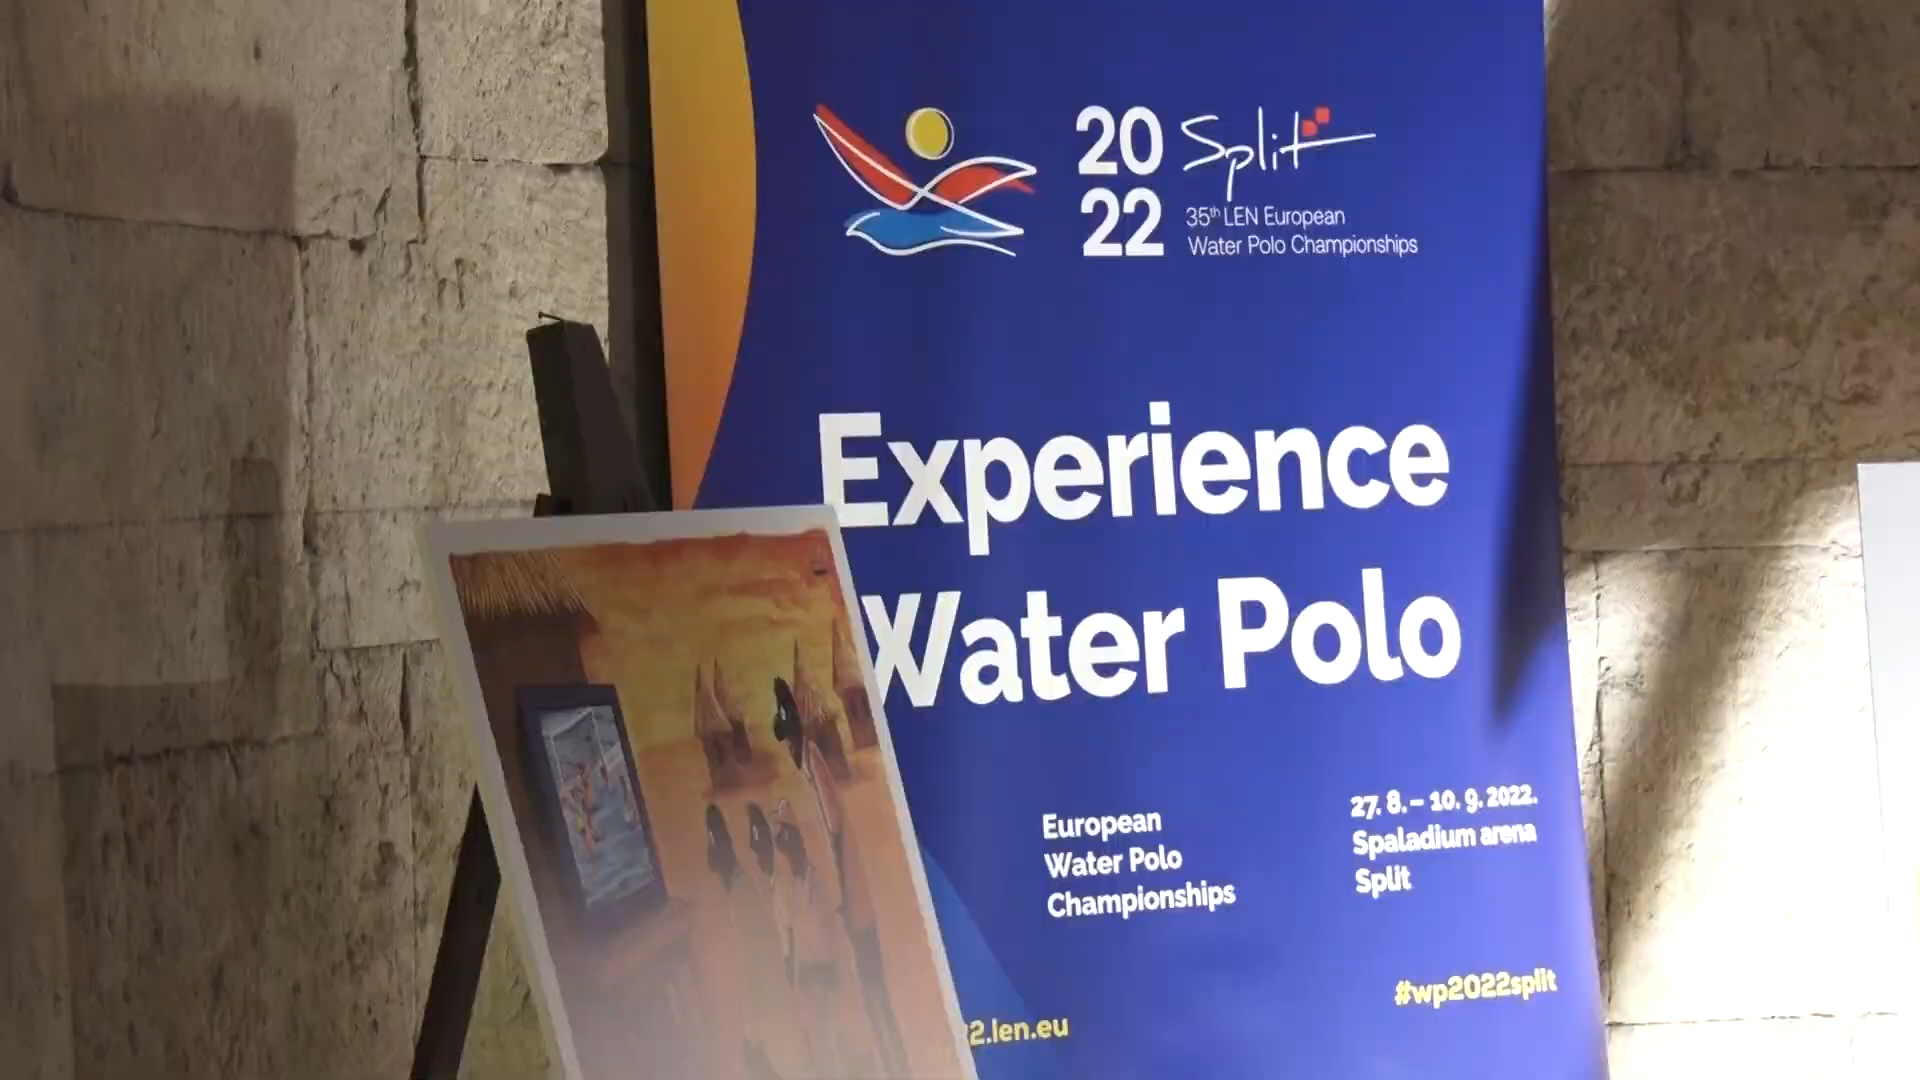 20
22
Split
35th LEN European
Water Polo Championships
Experience
Water Polo
European
Water Polo
Championships
27. 8. – 10. 9. 2022.
Spaladium arena
Split
#wp2022split
2.len.eu